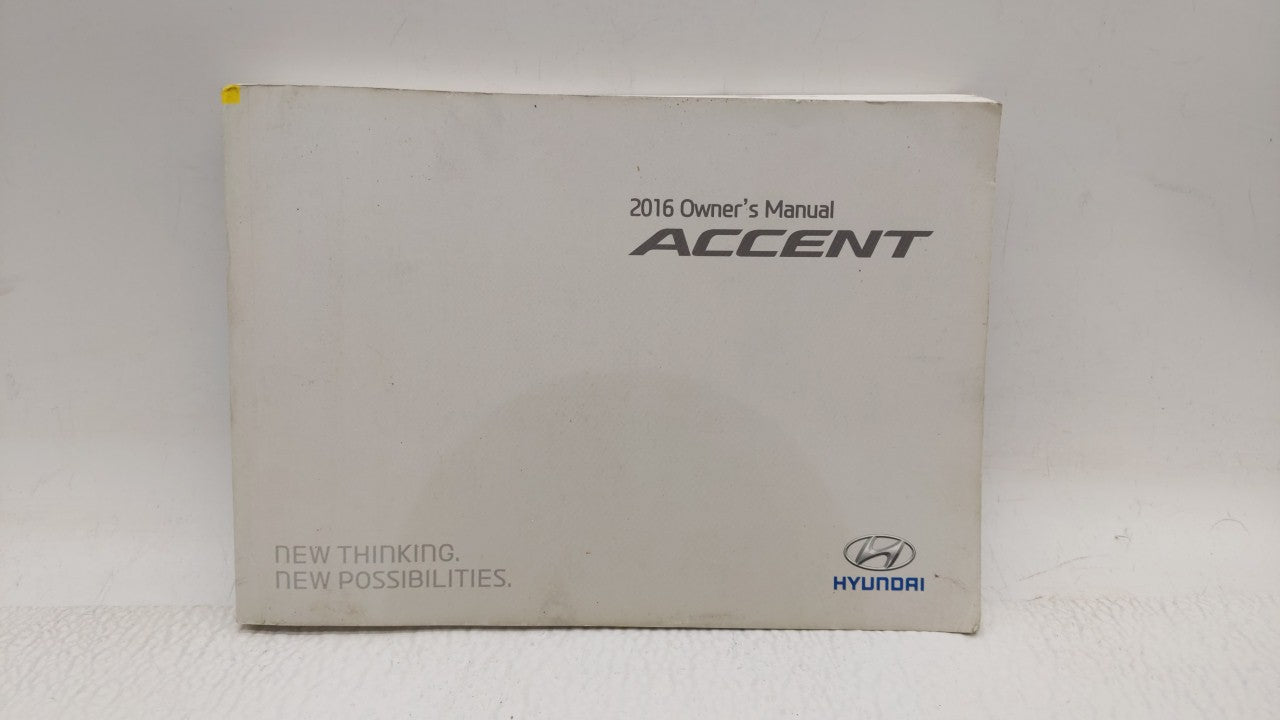 2016 Owner's Manual
ACCENT
NEW THINKING.
NEW POSSIBILITIES.
HYUNDAI